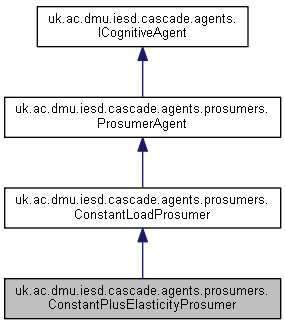 uk.ac.dmu.iesd.cascade.agents.
ICognitiveAgent
uk.ac.dmu.iesd.cascade.agents.prosumers.
ProsumerAgent
uk.ac.dmu.iesd.cascade.agents.prosumers.
ConstantLoadProsumer
uk.ac.dmu.iesd.cascade.agents.prosumers.
ConstantPlusElasticityProsumer